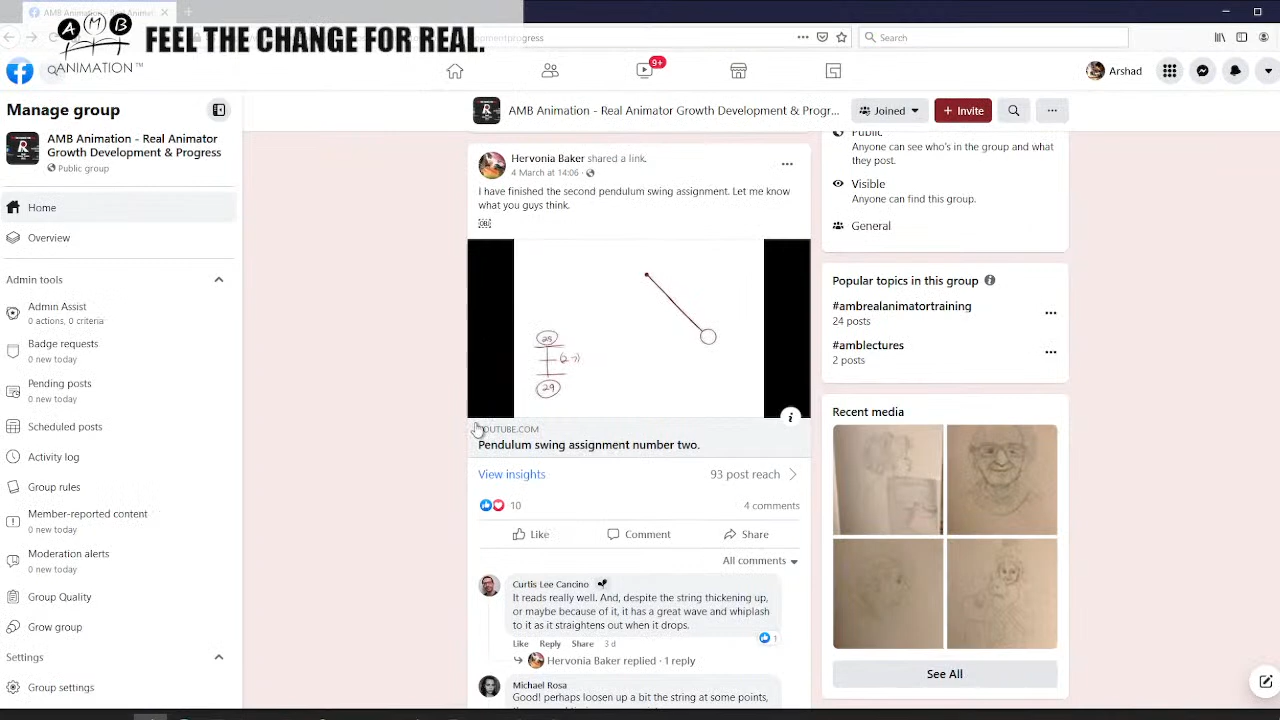 AMB Animation - Real Animator
A M B
ANIMATION™
FEEL THE CHANGE FOR REAL.
Search
9+
Arshad
Manage group
AMB Animation - Real Animator
Growth Development & Progress
Public group
Home
Overview
Admin tools
Admin Assist
0 actions, 0 criteria
Badge requests
0 new today
Pending posts
0 new today
Scheduled posts
Activity log
Group rules
Member-reported content
0 new today
Moderation alerts
0 new today
Group Quality
Grow group
Settings
Group settings
AMB Animation - Real Animator Growth Development & Progr...
Joined
+ Invite
Hervonia Baker shared a link.
4 March at 14:06
I have finished the second pendulum swing assignment. Let me know
what you guys think.
OBJ
29
YOUTUBE.COM
Pendulum swing assignment number two.
View insights
93 post reach
10
4 comments
Like
Comment
Share
All comments
Curtis Lee Cancino
It reads really well. And, despite the string thickening up,
or maybe because of it, it has a great wave and whiplash
to it as it straightens out when it drops.
1
Like Reply Share 3 d
Hervonia Baker replied · 1 reply
Michael Rosa
Good! perhaps loosen up a bit the string at some points,
Public
Anyone can see who's in the group and what
they post.
Visible
Anyone can find this group.
General
Popular topics in this group
#ambrealanimatortraining
24 posts
#amblectures
2 posts
Recent media
See All